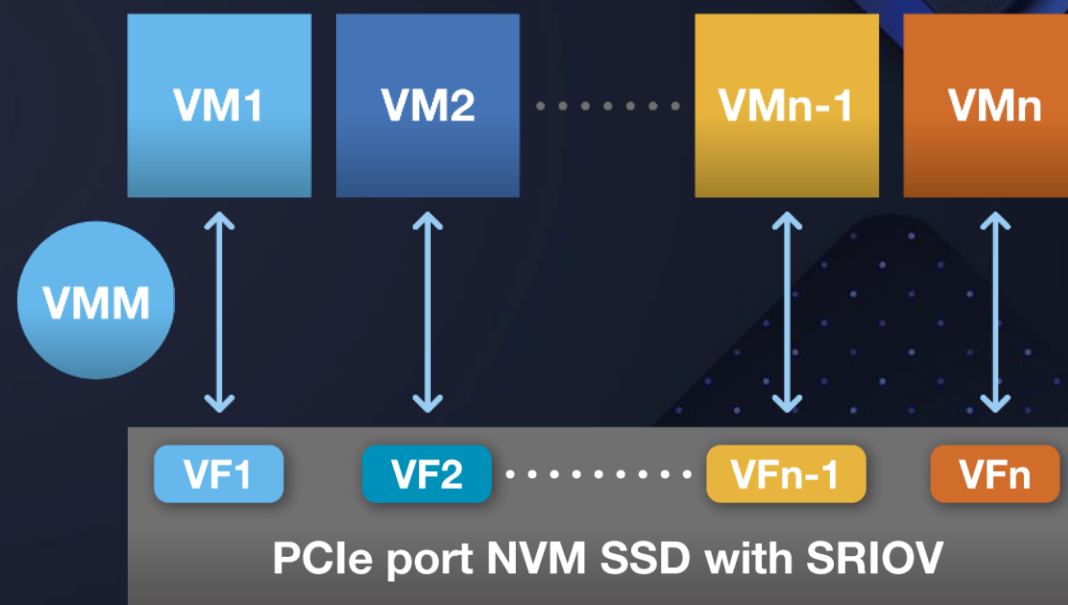 VM1
VM2
VMn-1
VMn
VMM
VF1
VF2
VFn-1
VFn
PCIe port NVM SSD with SRIOV